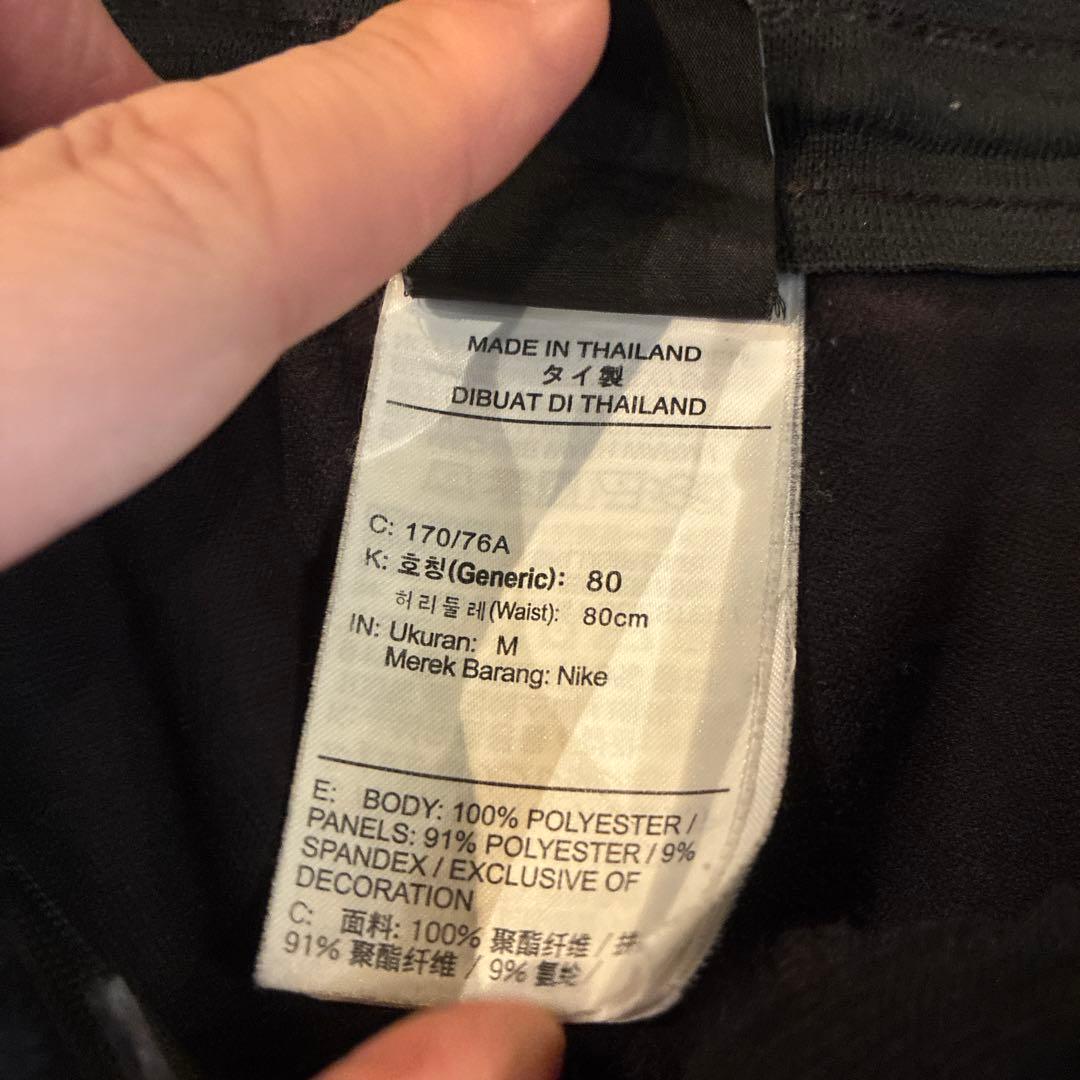 MADE IN THAILAND
タイ製
DIBUAT DI THAILAND
C: 170/76A
K: 호칭(Generic): 80
허리둘레(Waist): 80cm
IN: Ukuran: M
Merek Barang: Nike
E: BODY: 100% POLYESTER /
PANELS: 91% POLYESTER / 9%
SPANDEX / EXCLUSIVE OF
DECORATION
C: 面料: 100% 聚酯纤维 /
91% 聚酯纤维 / 9% 氨纶 /